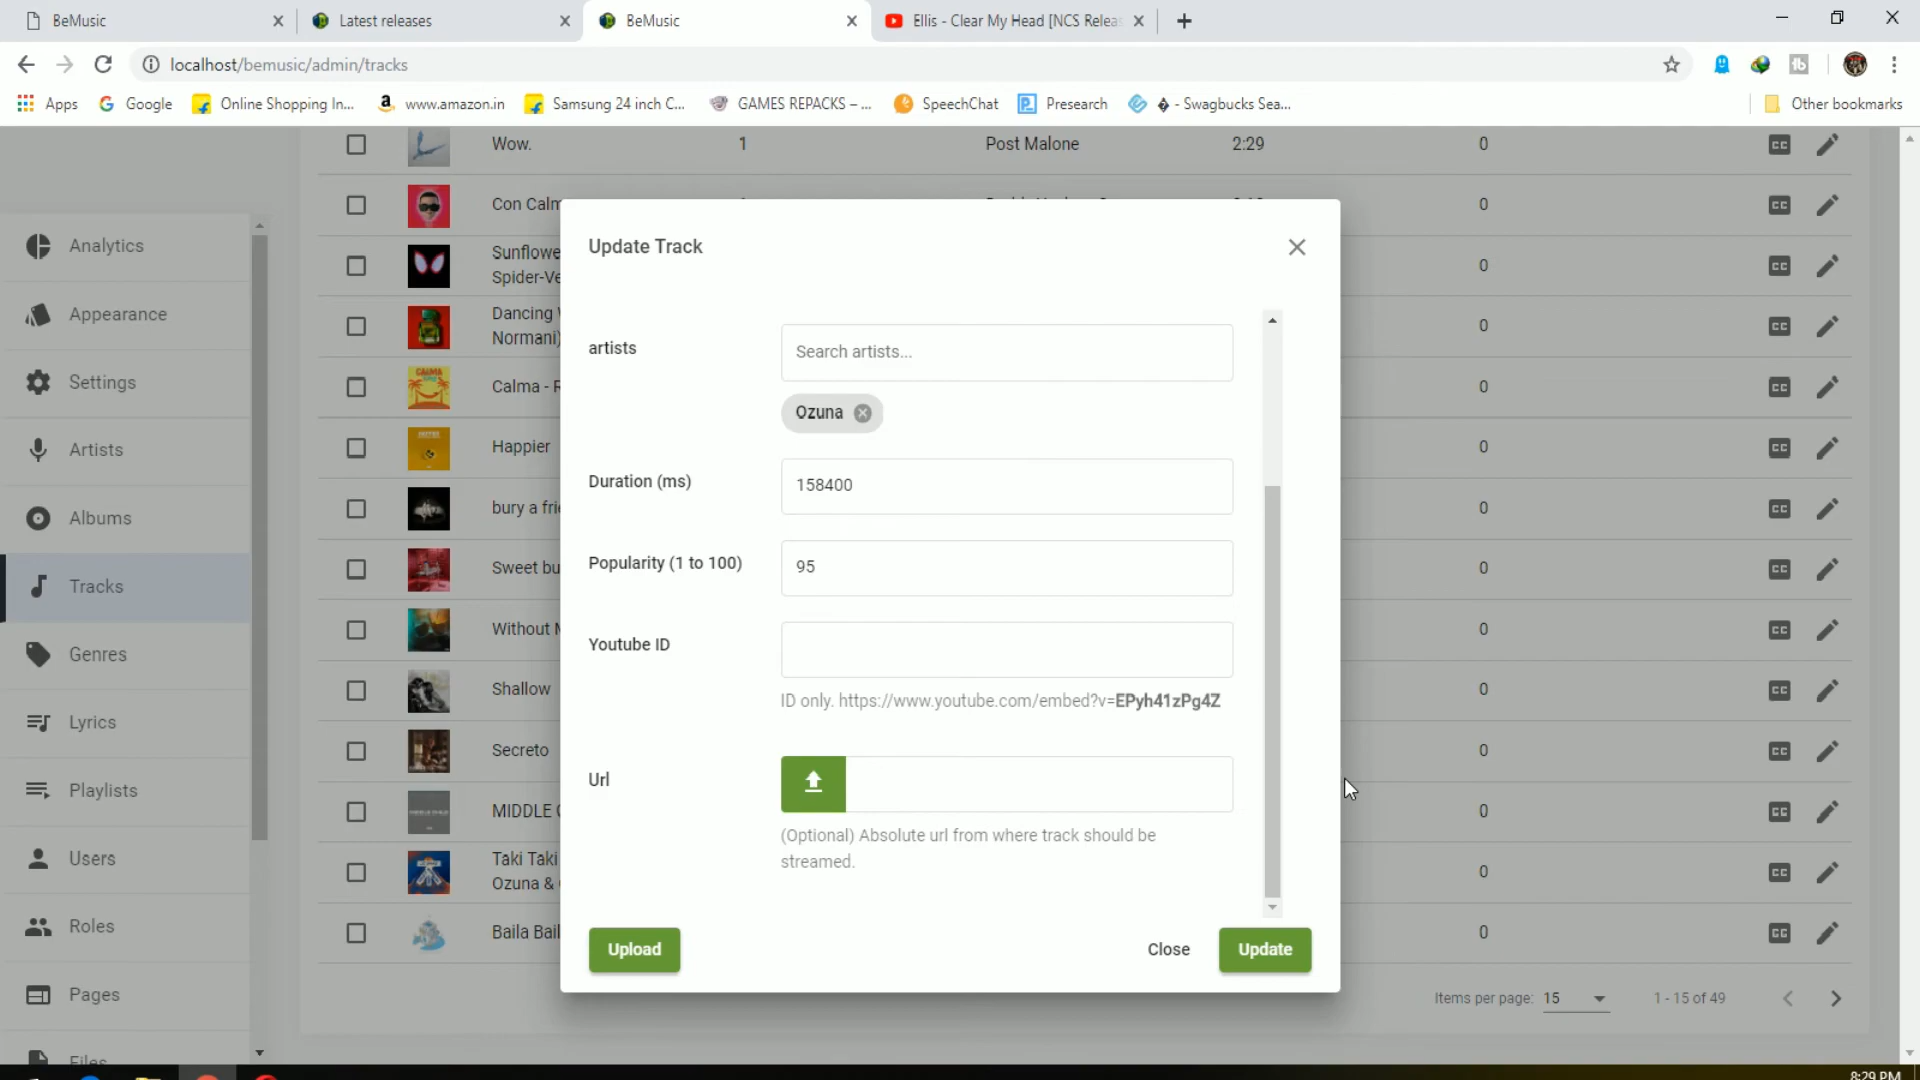 BeMusic
Latest releases
BeMusic
Ellis - Clear My Head [NCS Releas
localhost/bemusic/admin/tracks
Apps
Google
Online Shopping In...
www.amazon.in
Samsung 24 inch C...
GAMES REPACKS – ...
SpeechChat
Presearch
- Swagbucks Sea...
Other bookmarks
Wow. 1 Post Malone 2:29 0
Con Calm 0
Sunflowe
Spider-Ve 0
Dancing
Normani) 0
Calma - R 0
Happier 0
bury a frie 0
Sweet bu 0
Without M 0
Shallow 0
Secreto 0
MIDDLE C 0
Taki Taki
Ozuna & 0
Baila Bail 0
Items per page: 15 1 - 15 of 49
Analytics
Appearance
Settings
Artists
Albums
Tracks
Genres
Lyrics
Playlists
Users
Roles
Pages
Files
Update Track
artists
Search artists...
Ozuna
Duration (ms)
158400
Popularity (1 to 100)
95
Youtube ID
ID only. https://www.youtube.com/embed?v=EPyh41zPg4Z
Url
(Optional) Absolute url from where track should be
streamed.
Upload
Close
Update
8:29 PM